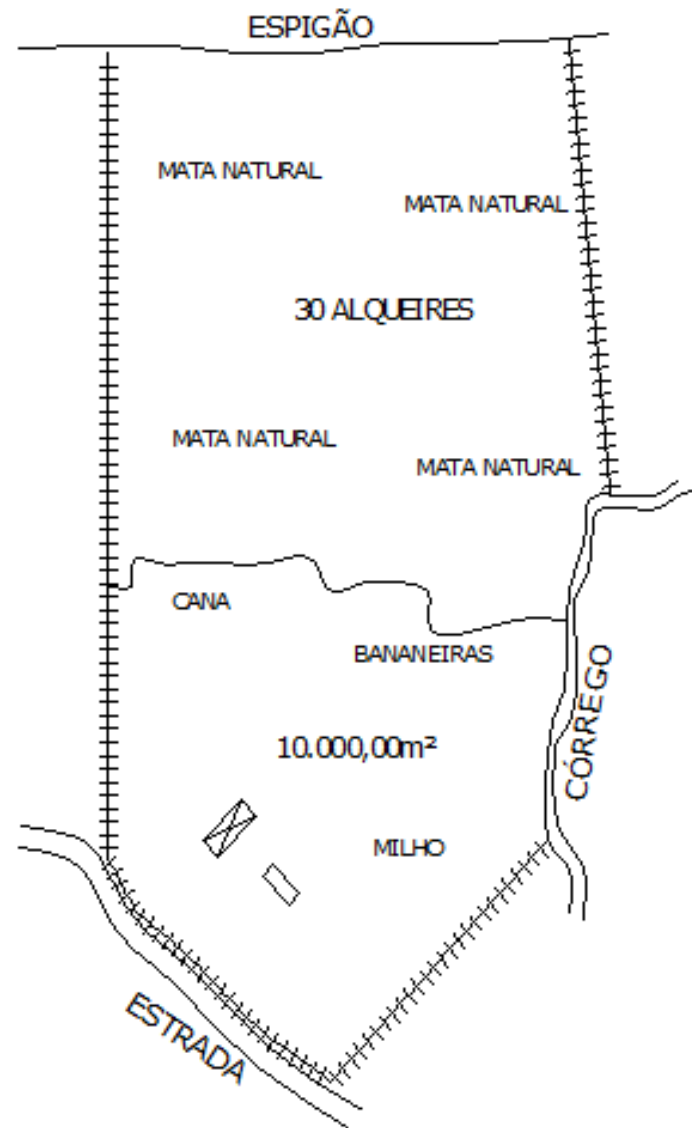 ESPIGÃO
MATA NATURAL
MATA NATURAL
30 ALQUEIRES
MATA NATURAL
MATA NATURAL
CANA
BANANEIRAS
CÓRREGO
10.000,00m²
MILHO
ESTRADA